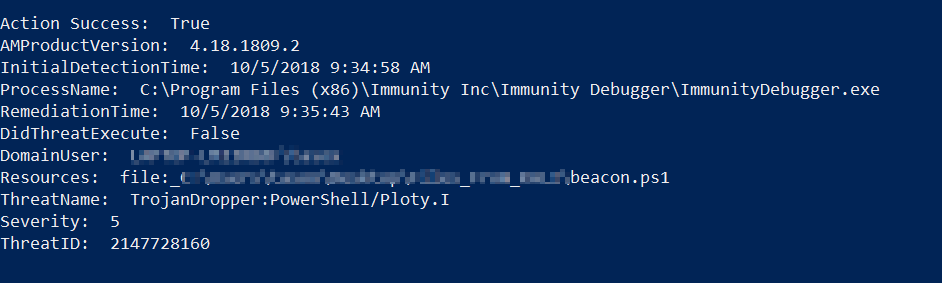 Action Success:  True
AMProductVersion:  4.18.1809.2
InitialDetectionTime:  10/5/2018 9:34:58 AM
ProcessName:  C:\Program Files (x86)\Immunity Inc\Immunity Debugger\ImmunityDebugger.exe
RemediationTime:  10/5/2018 9:35:43 AM
DidThreatExecute:  False
DomainUser:
Resources:  file:_ \beacon.ps1
ThreatName:  TrojanDropper:PowerShell/Ploty.I
Severity:  5
ThreatID:  2147728160